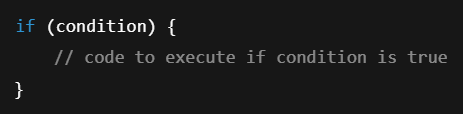 if (condition) {
    // code to execute if condition is true
}